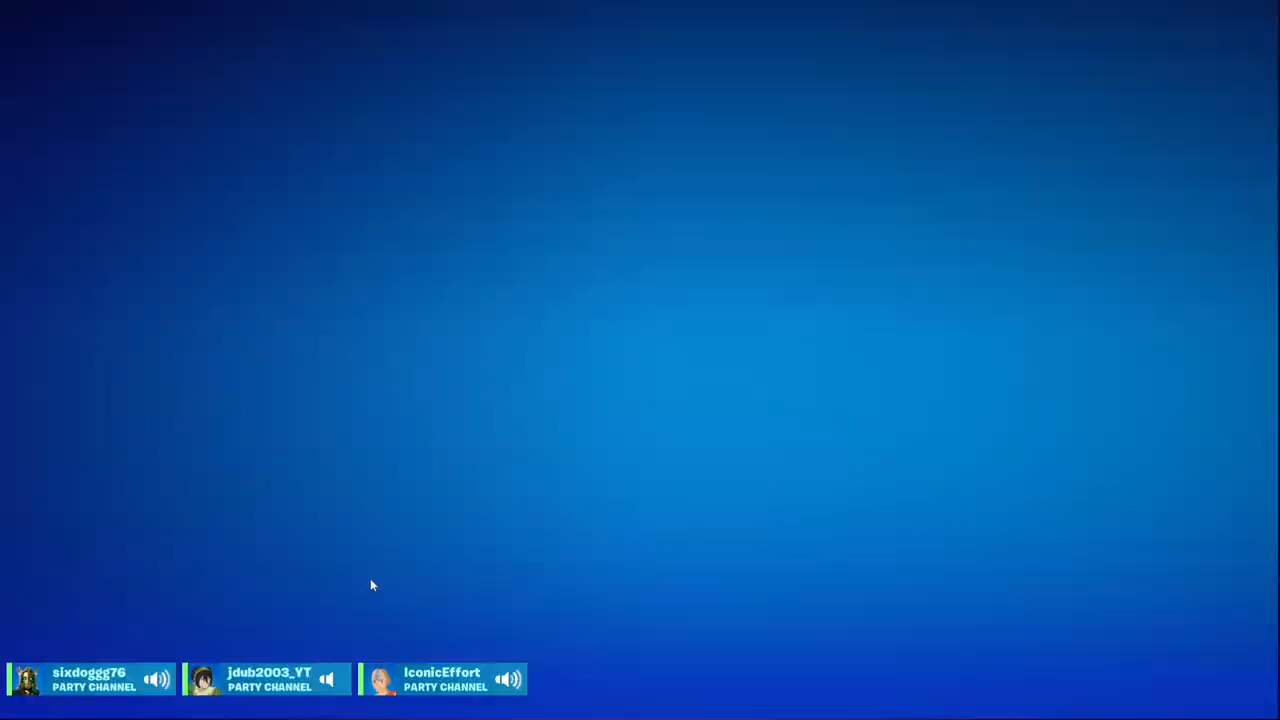 sixdoggg76
PARTY CHANNEL
jdub2003_YT
PARTY CHANNEL
IconicEffort
PARTY CHANNEL